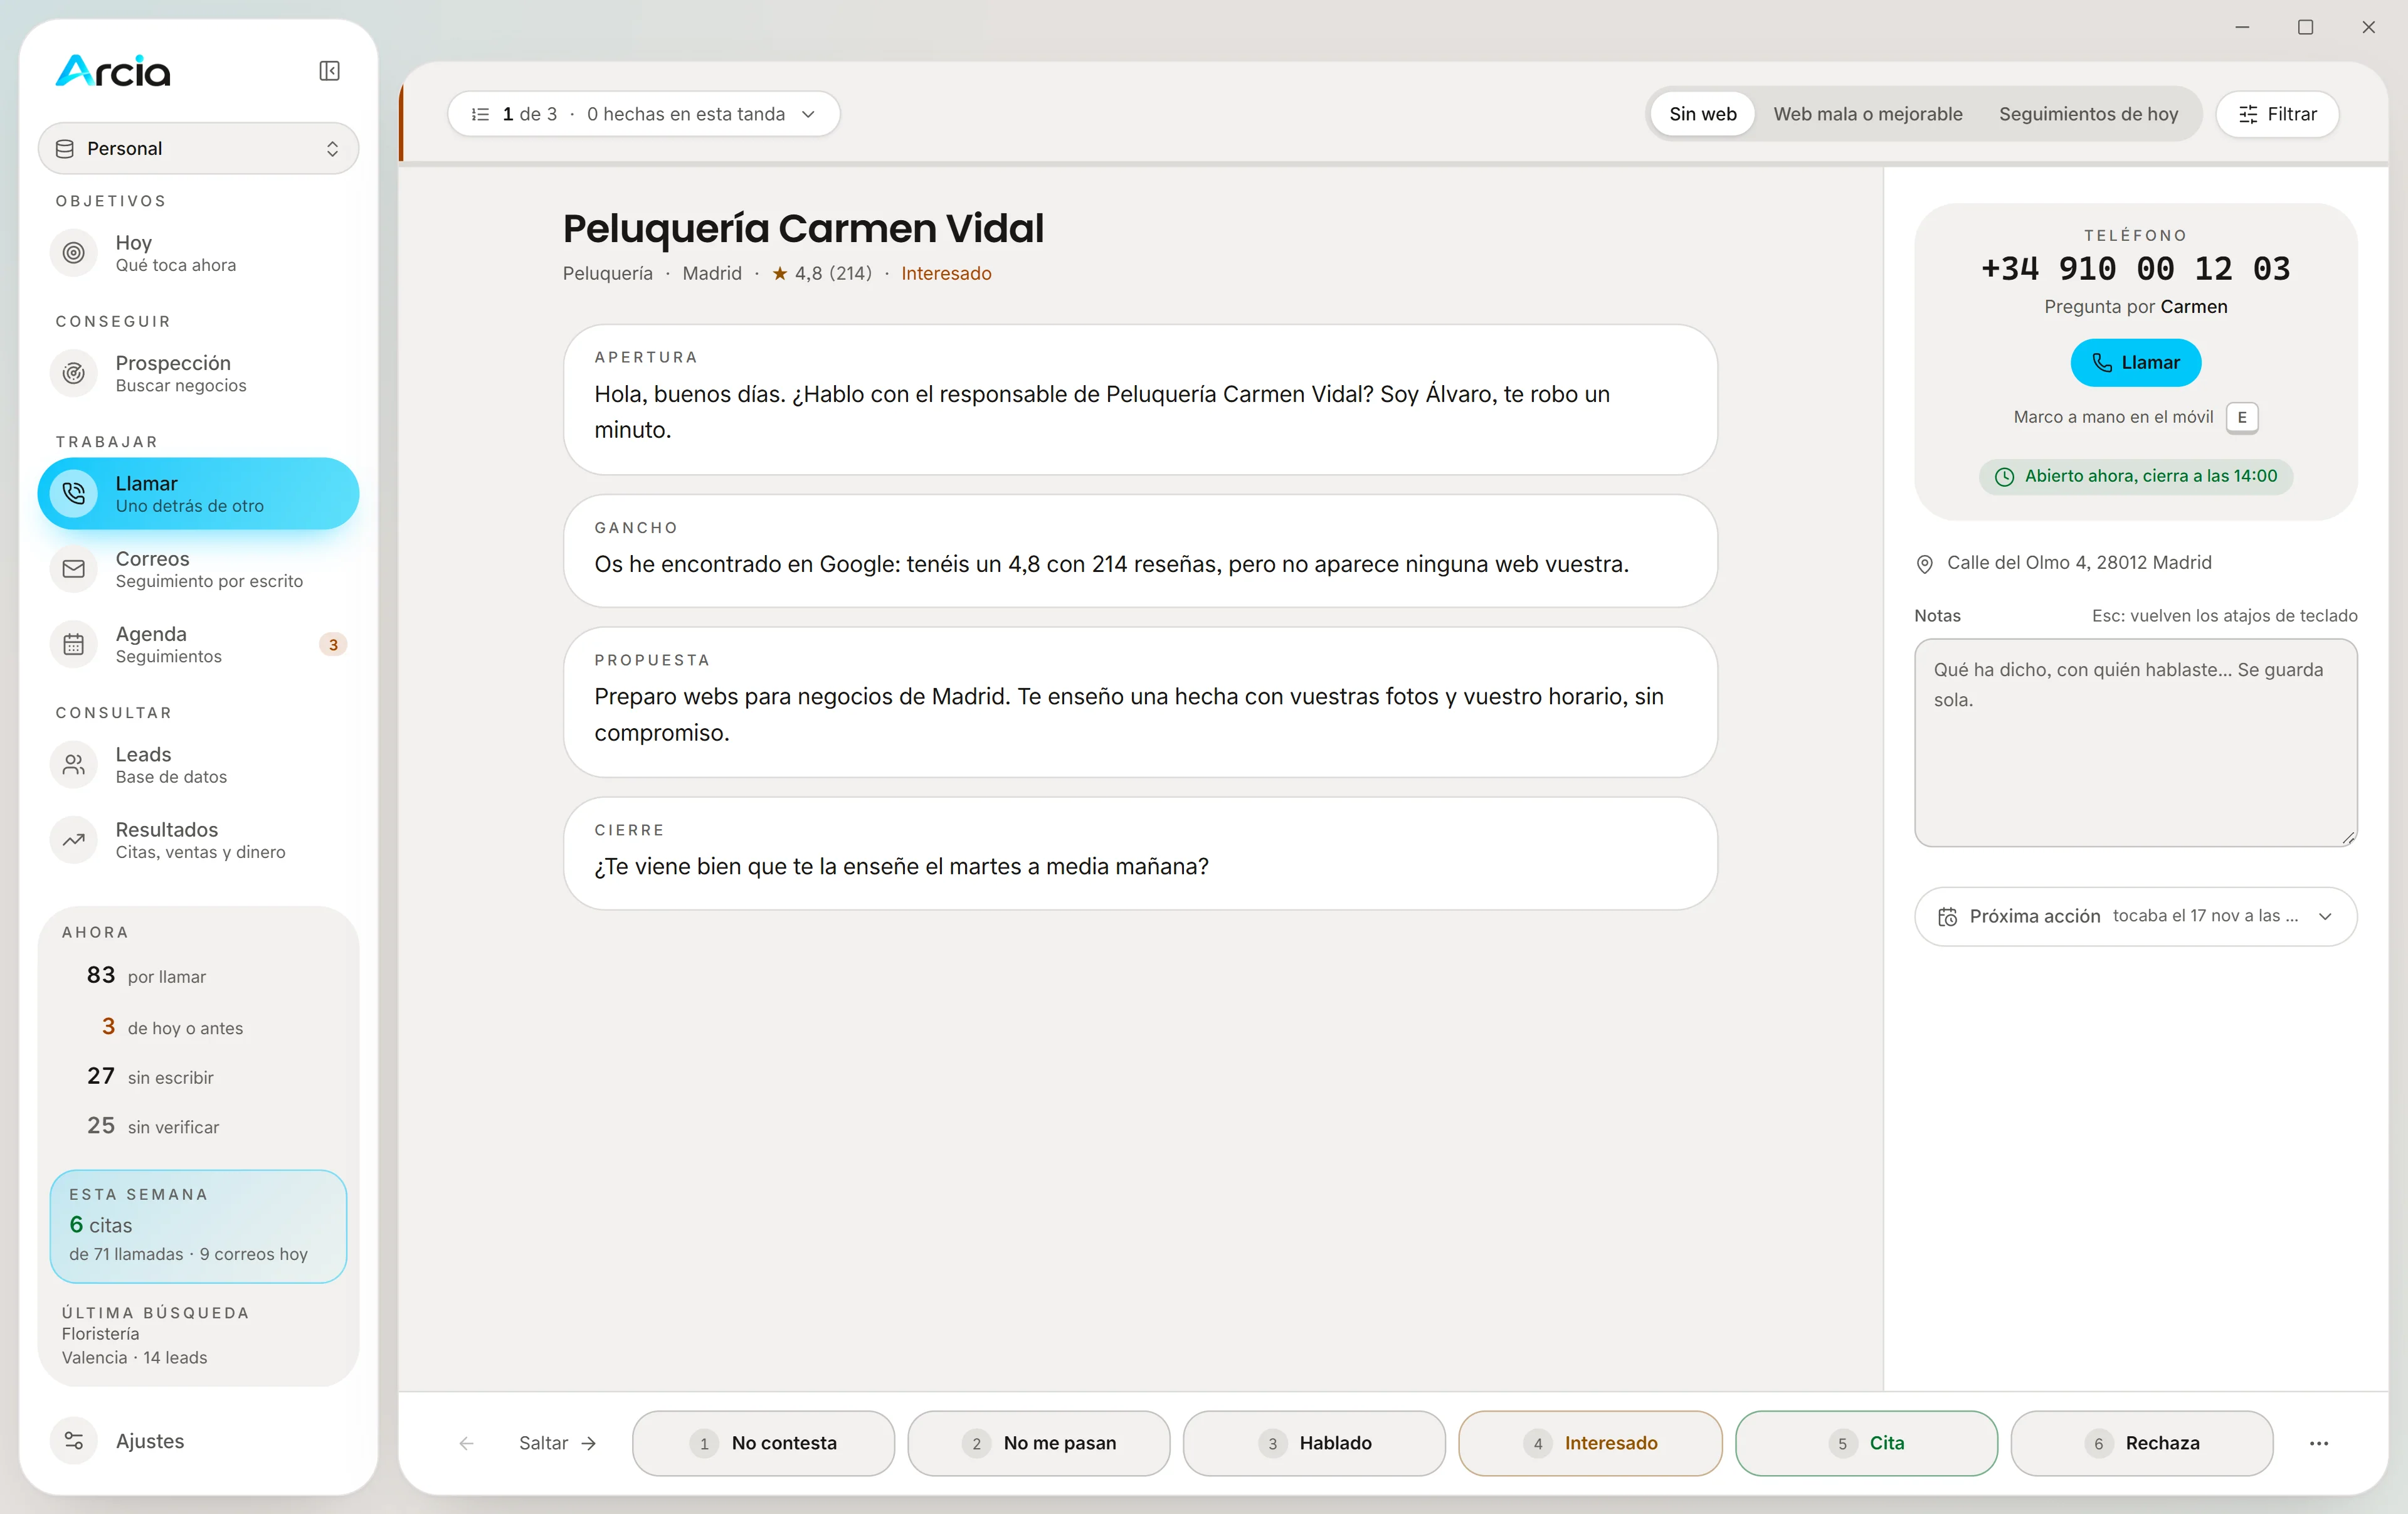 Arcia
Personal
OBJETIVOS
Hoy
Qué toca ahora
CONSEGUIR
Prospección
Buscar negocios
TRABAJAR
Llamar
Uno detrás de otro
Correos
Seguimiento por escrito
Agenda
Seguimientos
3
CONSULTAR
Leads
Base de datos
Resultados
Citas, ventas y dinero
AHORA
83 por llamar
3 de hoy o antes
27 sin escribir
25 sin verificar
ESTA SEMANA
6 citas
de 71 llamadas · 9 correos hoy
ÚLTIMA BÚSQUEDA
Floristería
Valencia · 14 leads
Ajustes
1 de 3 · 0 hechas en esta tanda
Sin web
Web mala o mejorable
Seguimientos de hoy
Filtrar
Peluquería Carmen Vidal
Peluquería · Madrid · ★ 4,8 (214) · Interesado
APERTURA
Hola, buenos días. ¿Hablo con el responsable de Peluquería Carmen Vidal? Soy Álvaro, te robo un
minuto.
GANCHO
Os he encontrado en Google: tenéis un 4,8 con 214 reseñas, pero no aparece ninguna web vuestra.
PROPUESTA
Preparo webs para negocios de Madrid. Te enseño una hecha con vuestras fotos y vuestro horario, sin
compromiso.
CIERRE
¿Te viene bien que te la enseñe el martes a media mañana?
TELÉFONO
+34 910 00 12 03
Pregunta por Carmen
Llamar
Marco a mano en el móvil E
Abierto ahora, cierra a las 14:00
Calle del Olmo 4, 28012 Madrid
Notas
Esc: vuelven los atajos de teclado
Qué ha dicho, con quién hablaste... Se guarda
sola.
Próxima acción tocaba el 17 nov a las ...
Saltar
1 No contesta
2 No me pasan
3 Hablado
4 Interesado
5 Cita
6 Rechaza